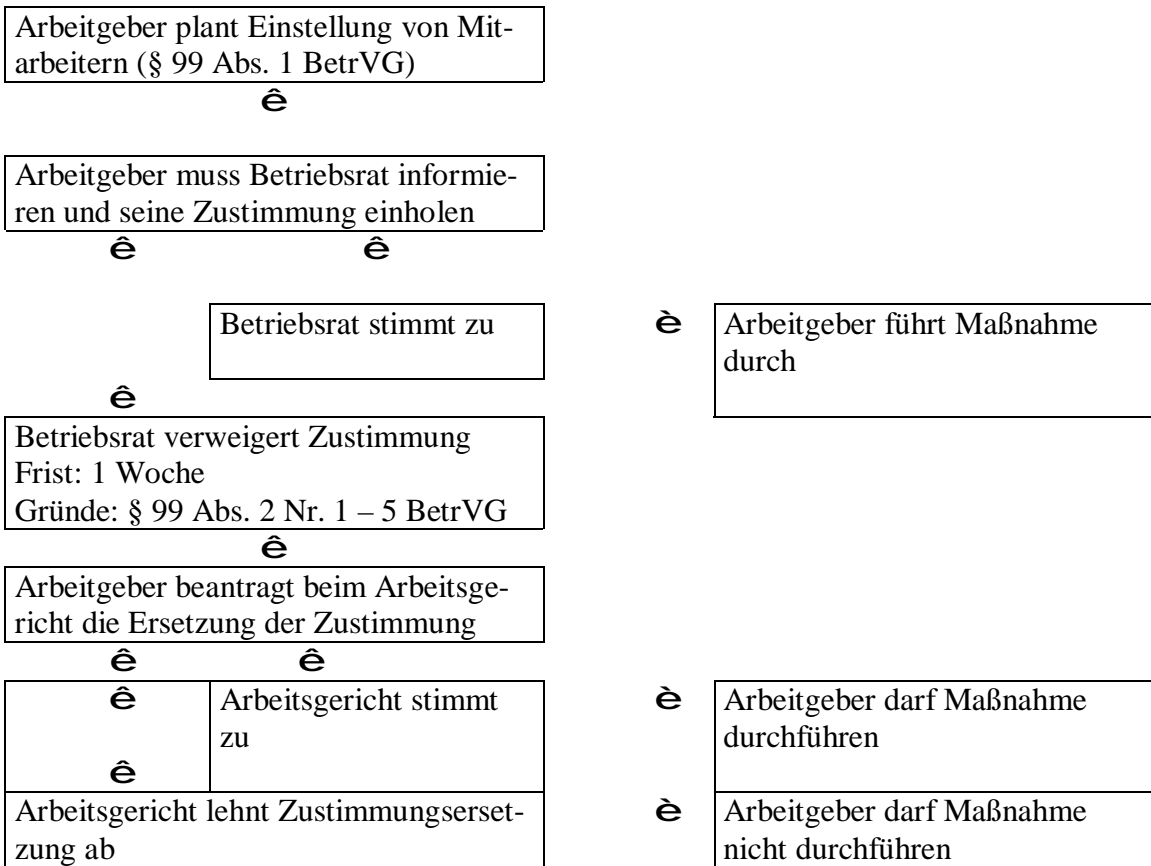 Arbeitgeber plant Einstellung von Mit-
arbeitern (§ 99 Abs. 1 BetrVG)
ê
Arbeitgeber muss Betriebsrat informie-
ren und seine Zustimmung einholen
ê ê
Betriebsrat stimmt zu
è
Arbeitgeber führt Maßnahme
durch
ê
Betriebsrat verweigert Zustimmung
Frist: 1 Woche
Gründe: § 99 Abs. 2 Nr. 1 – 5 BetrVG
ê
Arbeitgeber beantragt beim Arbeitsge-
richt die Ersetzung der Zustimmung
ê ê
ê
Arbeitsgericht stimmt
zu
è
Arbeitgeber darf Maßnahme
durchführen
ê
Arbeitsgericht lehnt Zustimmungserset-
zung ab
è
Arbeitgeber darf Maßnahme
nicht durchführen